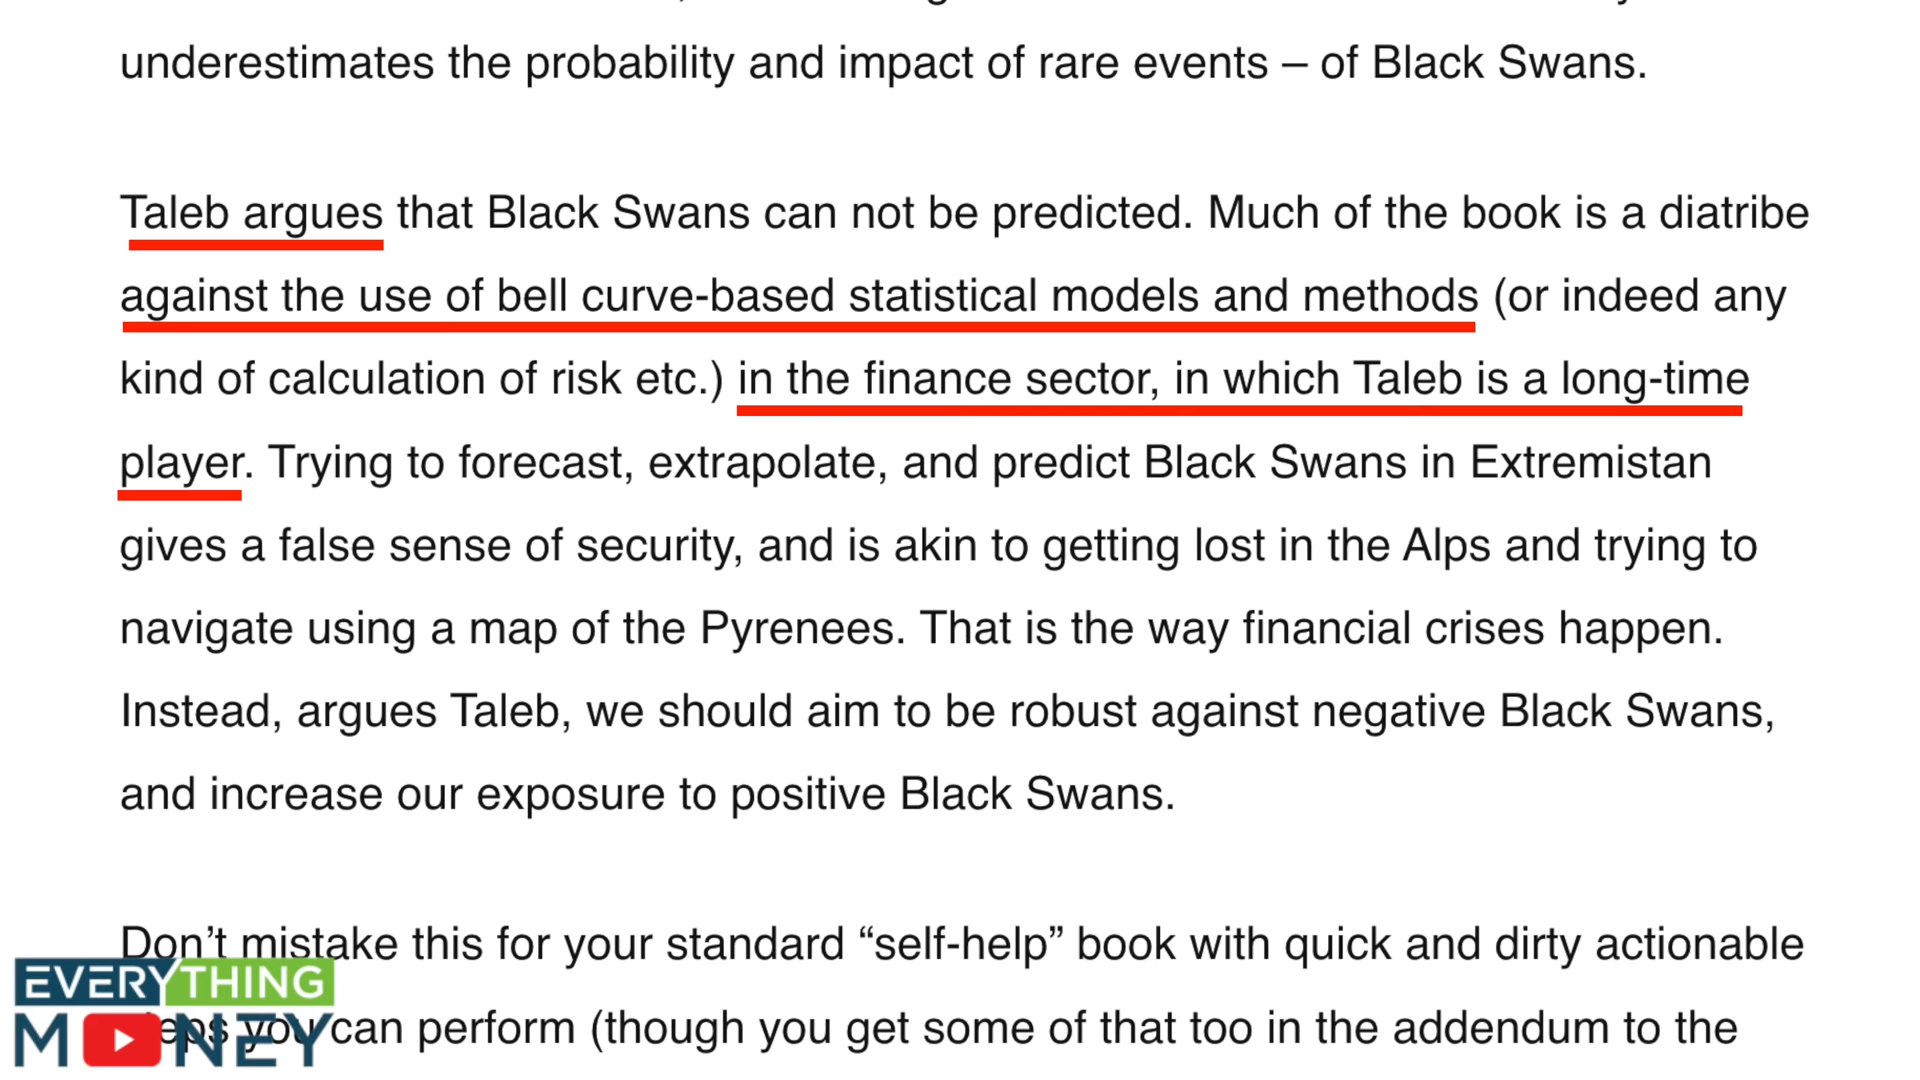 underestimates the probability and impact of rare events – of Black Swans.
Taleb argues that Black Swans can not be predicted. Much of the book is a diatribe
against the use of bell curve-based statistical models and methods (or indeed any
kind of calculation of risk etc.) in the finance sector, in which Taleb is a long-time
player. Trying to forecast, extrapolate, and predict Black Swans in Extremistan
gives a false sense of security, and is akin to getting lost in the Alps and trying to
navigate using a map of the Pyrenees. That is the way financial crises happen.
Instead, argues Taleb, we should aim to be robust against negative Black Swans,
and increase our exposure to positive Black Swans.
Don’t mistake this for your standard “self-help” book with quick and dirty actionable
you can perform (though you get some of that too in the addendum to the
EVERYTHING
MONEY